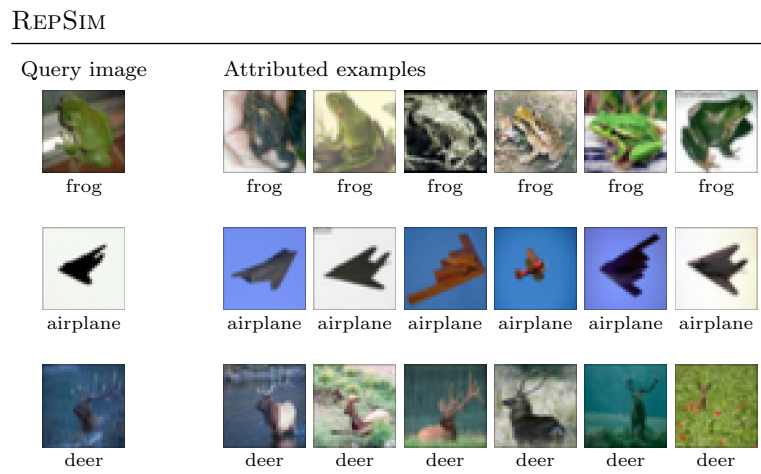 REPSIM
Query image Attributed examples
frog frog frog frog frog frog frog
airplane airplane airplane airplane airplane airplane airplane
deer deer deer deer deer deer deer